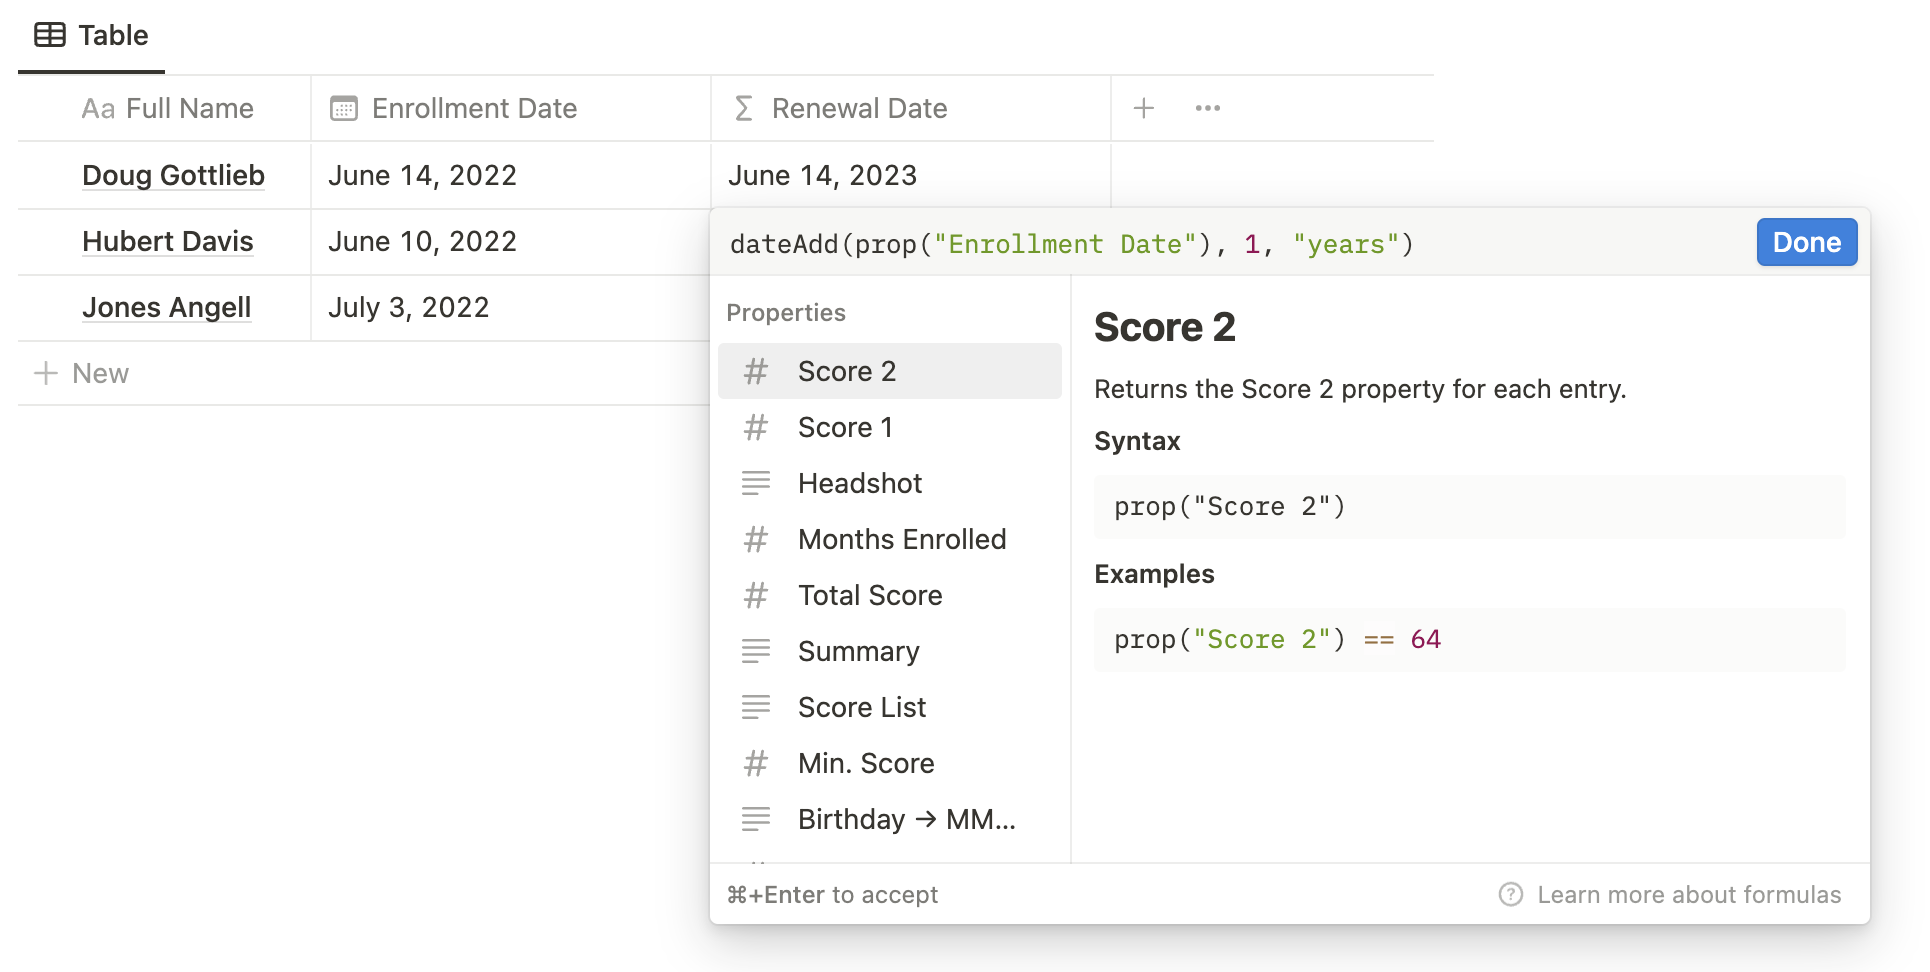 Table
Aa Full Name Enrollment Date Σ Renewal Date + •••
Doug Gottlieb June 14, 2022 June 14, 2023
Hubert Davis June 10, 2022
Jones Angell July 3, 2022
+ New
dateAdd(prop("Enrollment Date"), 1, "years") Done
Properties
# Score 2
# Score 1
Headshot
# Months Enrolled
# Total Score
Summary
Score List
# Min. Score
Birthday → MM...
Score 2
Returns the Score 2 property for each entry.
Syntax
prop("Score 2")
Examples
prop("Score 2") == 64
⌘+Enter to accept
? Learn more about formulas